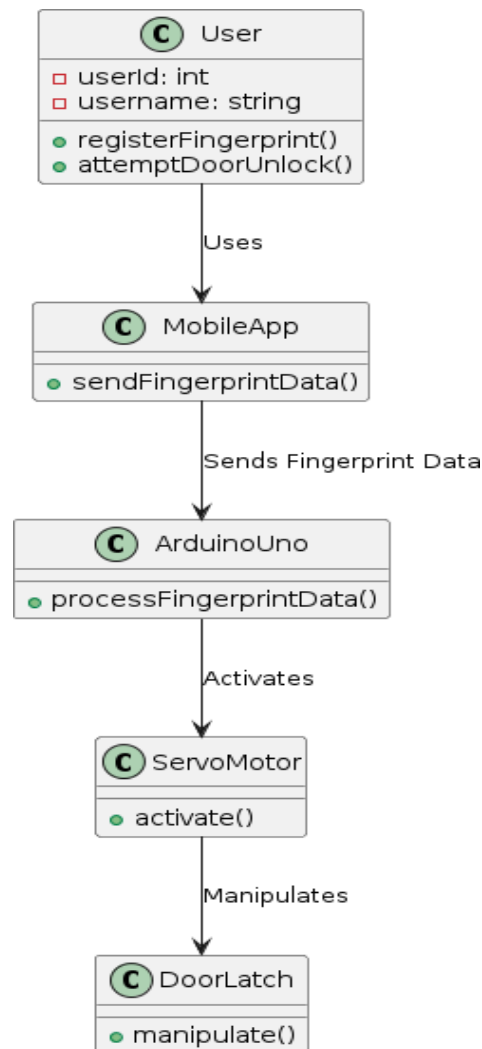 C User
userId: int
username: string
registerFingerprint()
attemptDoorUnlock()
Uses
C MobileApp
sendFingerprintData()
Sends Fingerprint Data
C ArduinoUno
processFingerprintData()
Activates
C ServoMotor
activate()
Manipulates
C DoorLatch
manipulate()